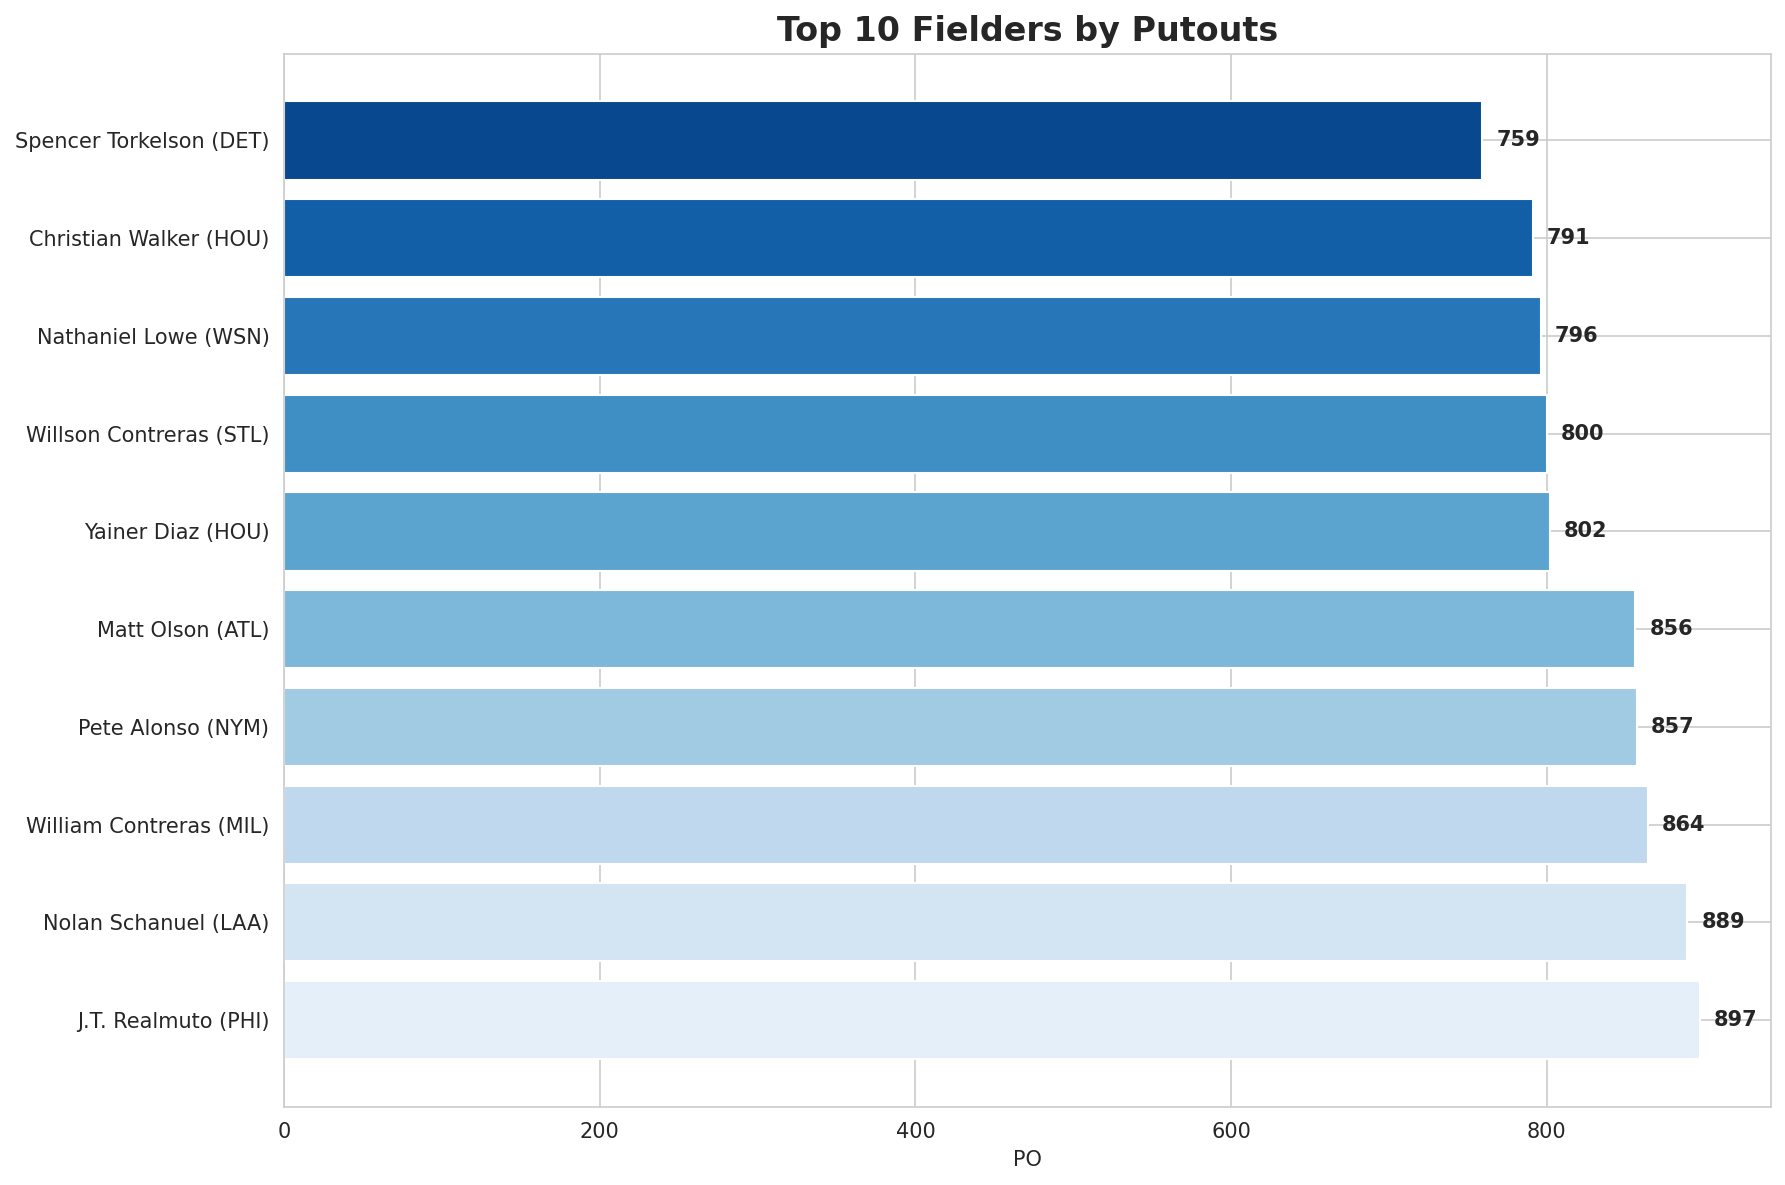 Top 10 Fielders by Putouts
Spencer Torkelson (DET) 759
Christian Walker (HOU) 791
Nathaniel Lowe (WSN) 796
Willson Contreras (STL) 800
Yainer Diaz (HOU) 802
Matt Olson (ATL) 856
Pete Alonso (NYM) 857
William Contreras (MIL) 864
Nolan Schanuel (LAA) 889
J.T. Realmuto (PHI) 897
0 200 400 600 800
PO